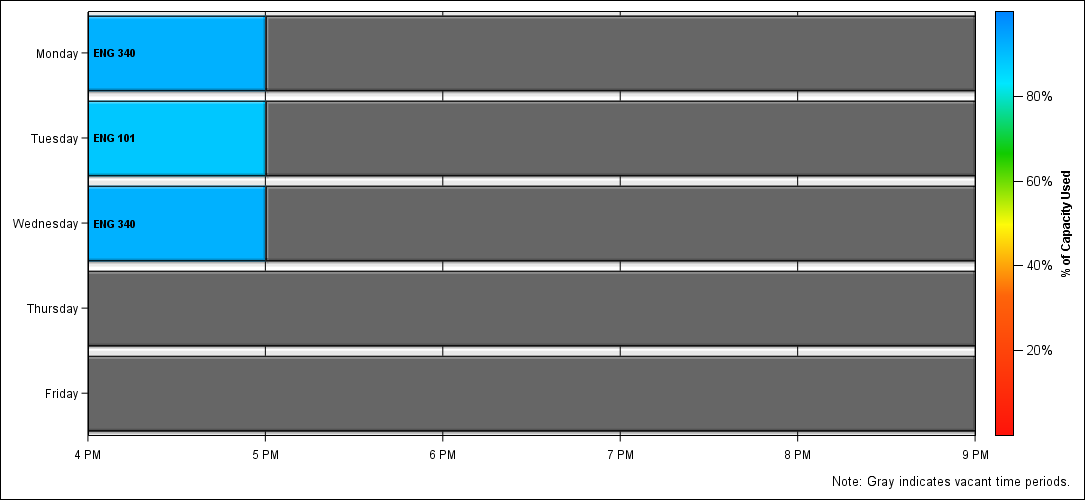 Monday
ENG 340
Tuesday
ENG 101
Wednesday
ENG 340
Thursday
Friday
4 PM 5 PM 6 PM 7 PM 8 PM 9 PM
80%
60%
40%
20%
% of Capacity Used
Note: Gray indicates vacant time periods.